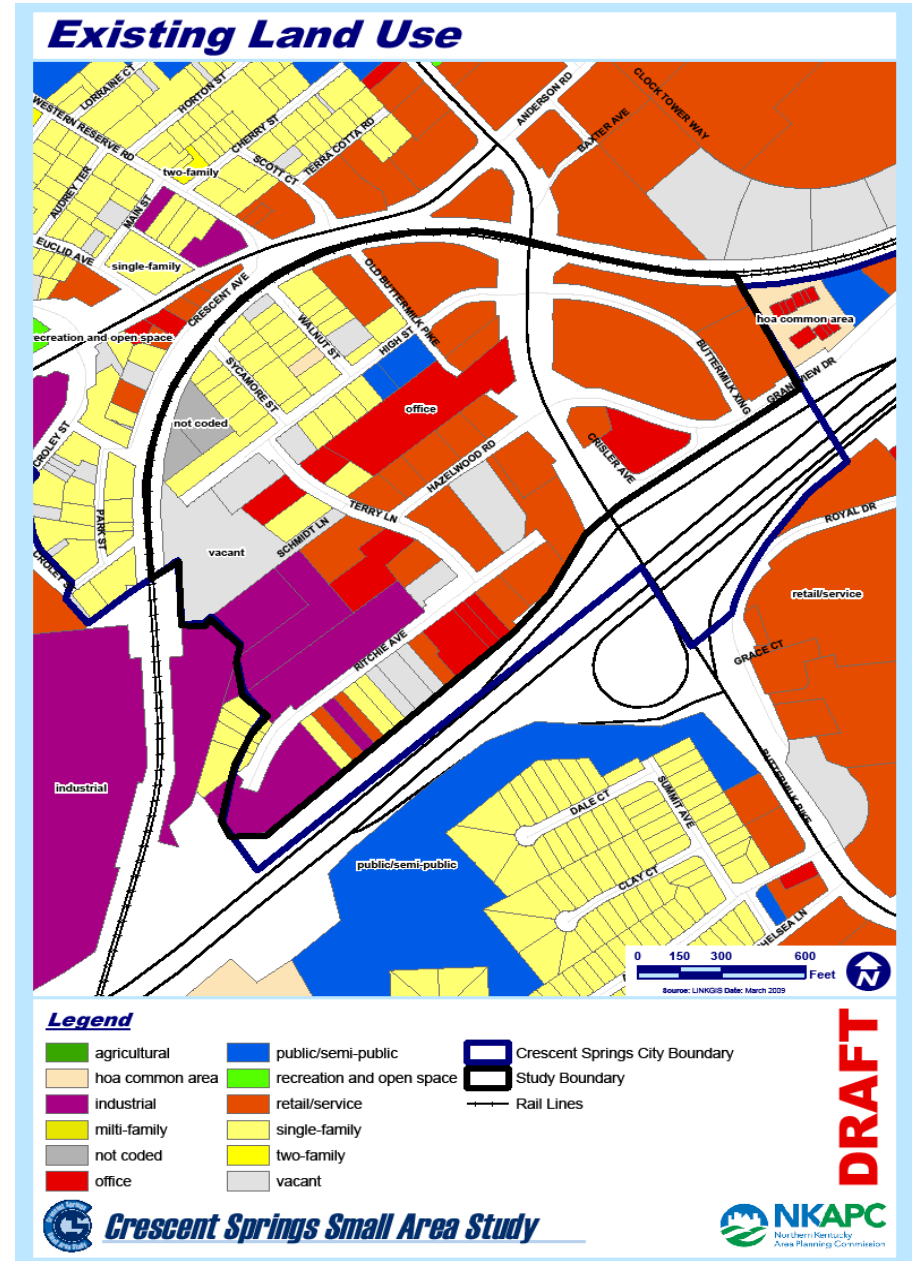 Existing Land Use
LORRAINE CT
HORTON ST
WESTERN RESERVE RD
CHERRY ST
SCOTT CT
TERRA COTTA RD
ANDERSON RD
BAXTER AVE
CLOCK TOWER WAY
two-family
AUDREY TER
MAIN ST
EUCLID AVE
single-family
CRESCENT AVE
OLD BUTTERMILK PIKE
hoa common area
ecreation and open space
WALNUT ST
HIGH ST
BUTTERMILK XING
GRANDVIEW DR
SYCAMORE ST
office
not coded
CROLEY ST
CRISLER AVE
HAZELWOOD RD
PARK ST
TERRY LN
SCHMIDT LN
vacant
ROYAL DR
CROLEY S
retail/service
RITCHIE AVE
GRACE CT
industrial
BUTTERMILK PIKE
SUMMIT AVE
DALE CT
public/semi-public
CLAY CT
HELSEA LN
0 150 300 600
Feet
N
Source: LINKGIS Date: March 2009
Legend
agricultural
hoa common area
industrial
milti-family
not coded
office
public/semi-public
recreation and open space
retail/service
single-family
two-family
vacant
Crescent Springs City Boundary
Study Boundary
Rail Lines
DRAFT
Crescent Springs Small Area Study
NKAPC
Northern Kentucky
Area Planning Commission